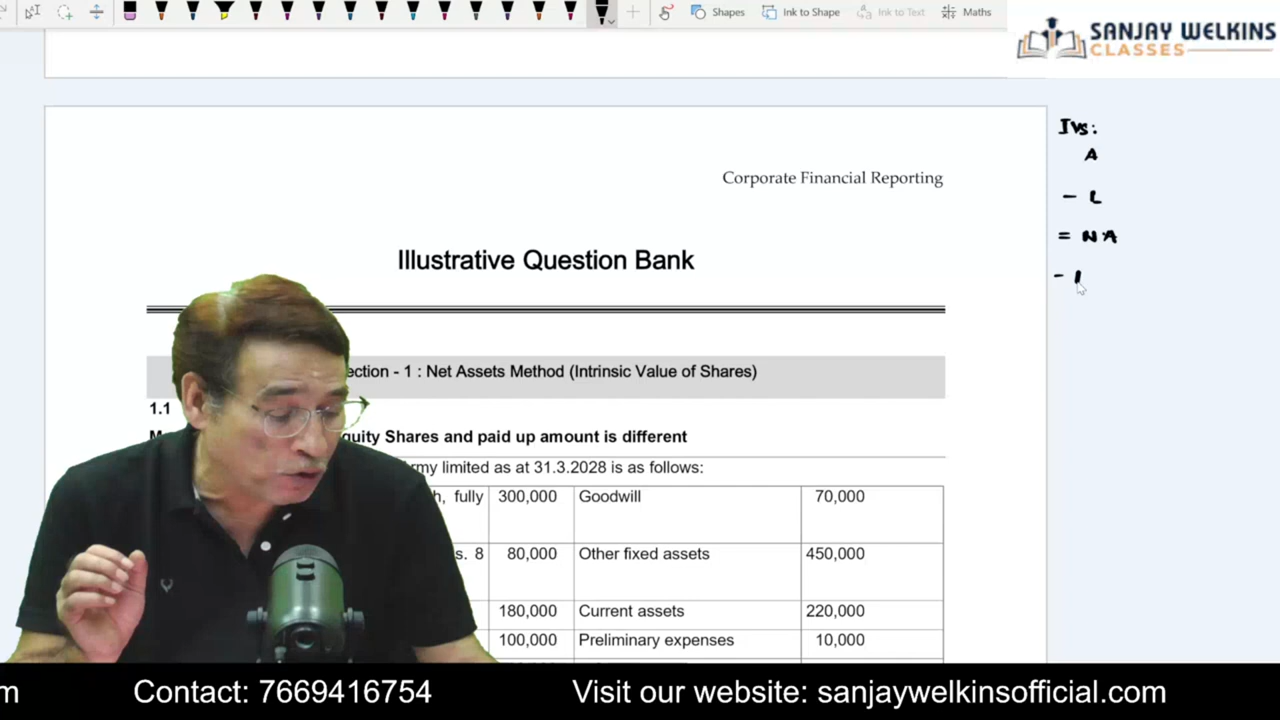 Shapes Ink to Shape Ink to Text Maths
SANJAY WELKINS
CLASSES
IVS:
A
- L
= NA
-
Corporate Financial Reporting
Illustrative Question Bank
ection - 1 : Net Assets Method (Intrinsic Value of Shares)
1.1
quity Shares and paid up amount is different
rmy limited as at 31.3.2028 is as follows:
h, fully 300,000 Goodwill 70,000
s. 8 80,000 Other fixed assets 450,000
180,000 Current assets 220,000
100,000 Preliminary expenses 10,000
m Contact: 7669416754 Visit our website: sanjaywelkinsofficial.com